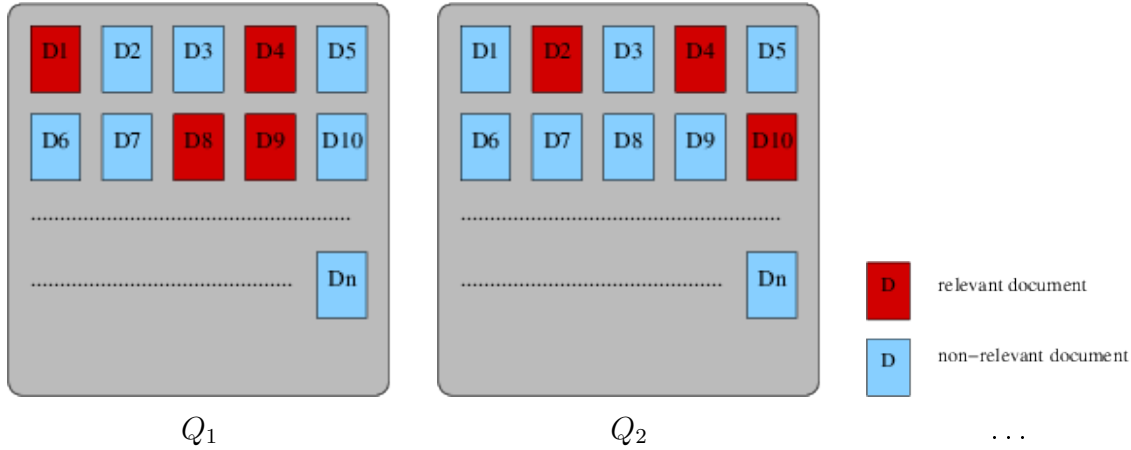 D1 D2 D3 D4 D5 D1 D2 D3 D4 D5
D6 D7 D8 D9 D10 D6 D7 D8 D9 D10
....................................................... .......................................................
............................................. Dn ............................................. Dn
D relevant document
D non-relevant document
Q1 Q2 ...